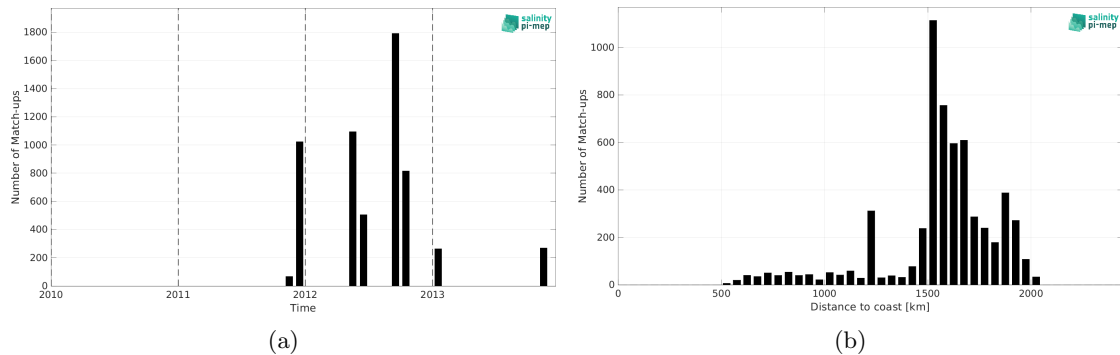 salinity
pi-mep
1800
1600
1400
1200
1000
800
600
400
200
0
Number of Match-ups
2010
2011
2012
2013
Time
(a)
salinity
pi-mep
1000
800
600
400
200
0
Number of Match-ups
0
500
1000
1500
2000
Distance to coast [km]
(b)